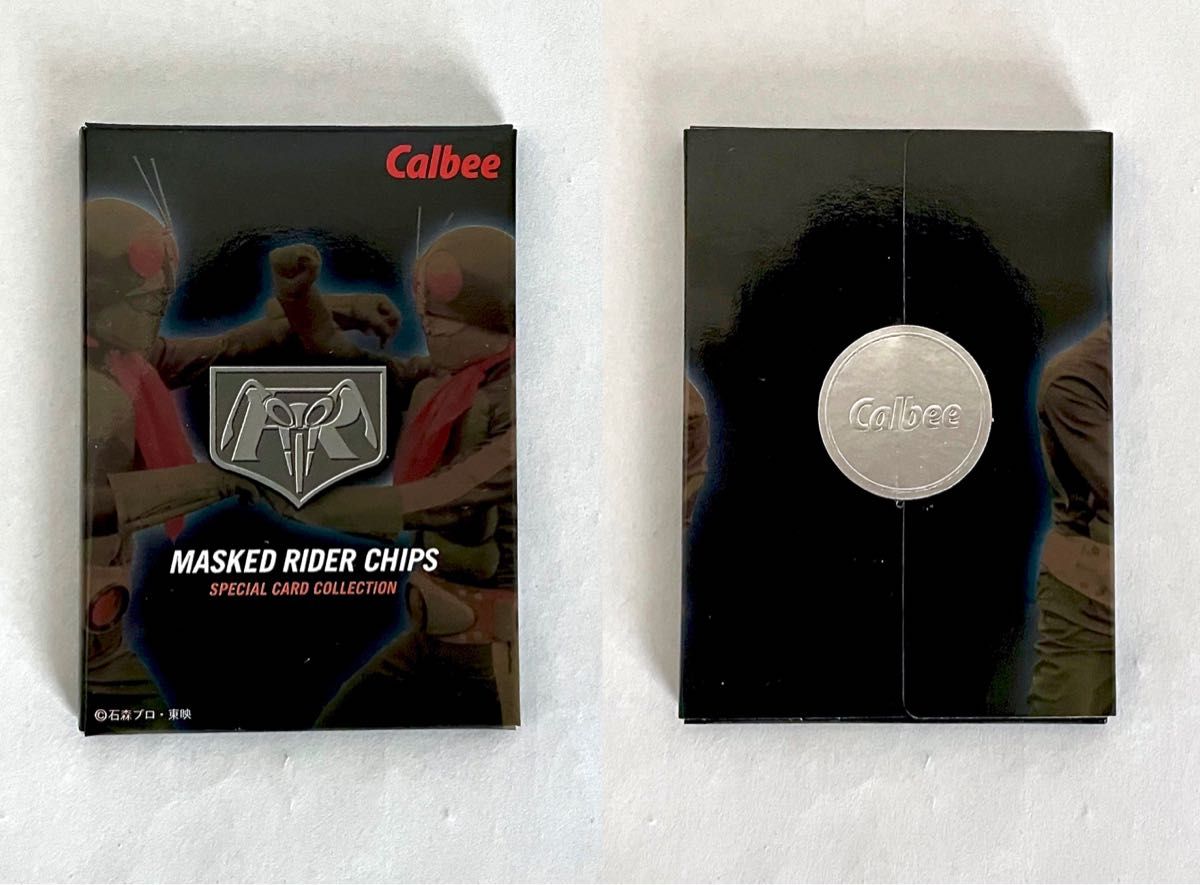 Calbee
MASKED RIDER CHIPS
SPECIAL CARD COLLECTION
©石森プロ・東映
Calbee